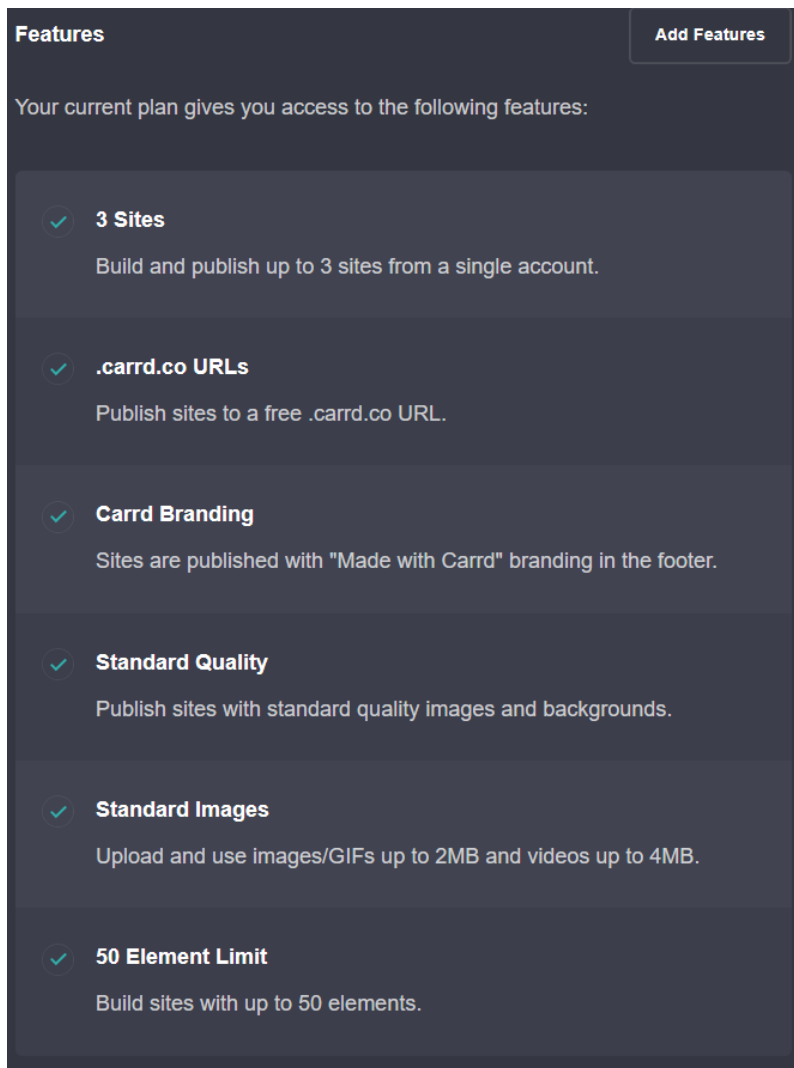 Features
Add Features
Your current plan gives you access to the following features:
3 Sites
Build and publish up to 3 sites from a single account.
.carrd.co URLs
Publish sites to a free .carrd.co URL.
Carrd Branding
Sites are published with "Made with Carrd" branding in the footer.
Standard Quality
Publish sites with standard quality images and backgrounds.
Standard Images
Upload and use images/GIFs up to 2MB and videos up to 4MB.
50 Element Limit
Build sites with up to 50 elements.